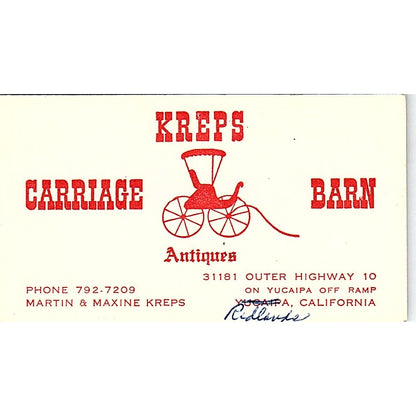 KREPS
CARRIAGE BARN
Antiques
31181 OUTER HIGHWAY 10
PHONE 792-7209 ON YUCAIPA OFF RAMP
MARTIN & MAXINE KREPS YUCAIPA, CALIFORNIA
Redlands